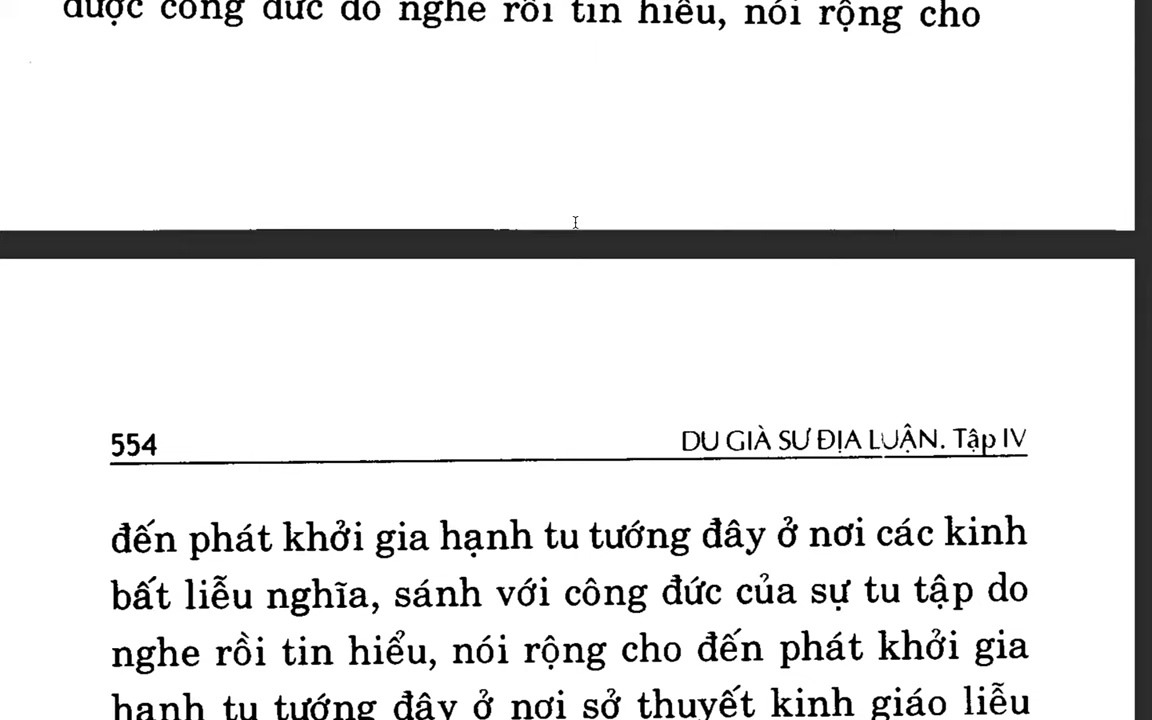 được công đức do nghe rồi tin hiểu, nói rộng cho
554 DU GIÀ SƯ ĐỊA LUẬN. Tập IV
đến phát khởi gia hạnh tu tướng đây ở nơi các kinh
bất liễu nghĩa, sánh với công đức của sự tu tập do
nghe rồi tin hiểu, nói rộng cho đến phát khởi gia
hạnh tu tướng đây ở nơi sở thuyết kinh giáo liễu